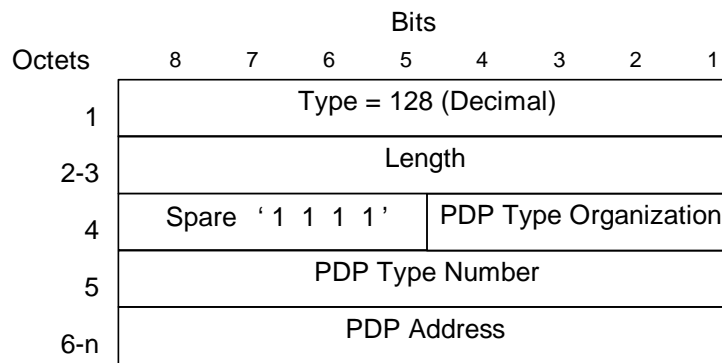 Bits
Octets 8 7 6 5 4 3 2 1
1 Type = 128 (Decimal)
2-3 Length
4 Spare ‘ 1 1 1 1 ’ PDP Type Organization
5 PDP Type Number
6-n PDP Address